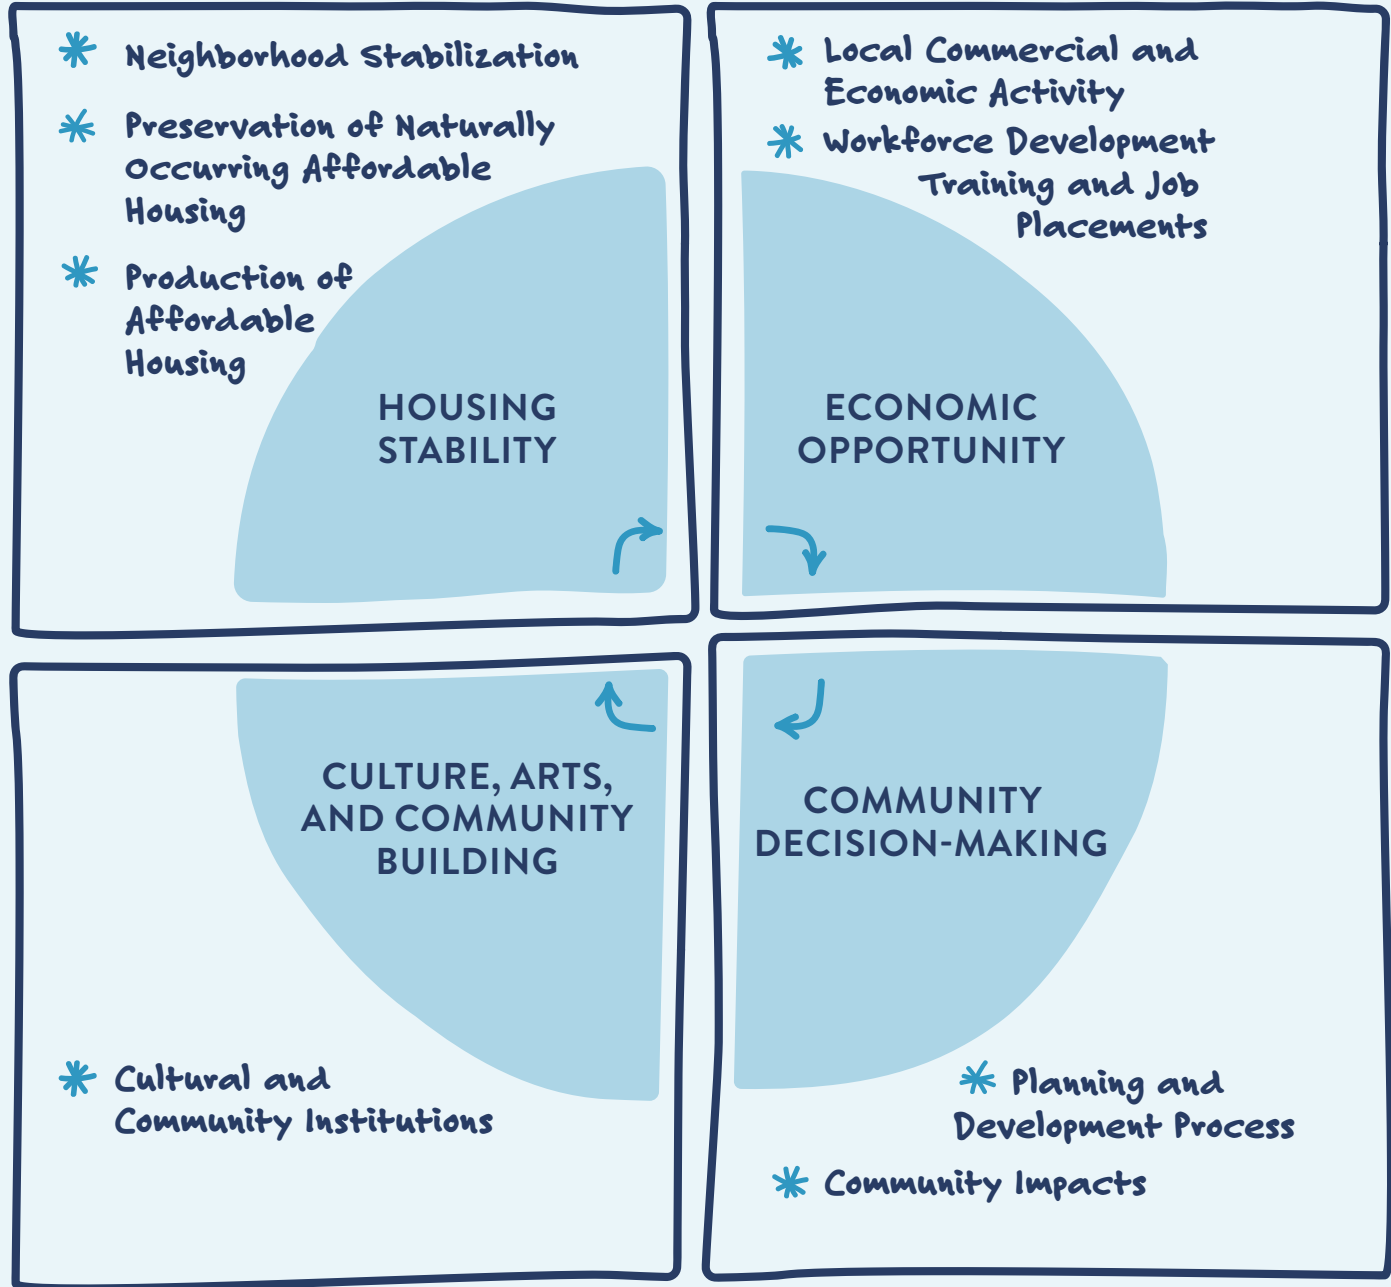 Neighborhood Stabilization
Preservation of Naturally
Occurring Affordable
Housing
Production of
Affordable
Housing
HOUSING
STABILITY
Local Commercial and
Economic Activity
Workforce Development
Training and Job
Placements
ECONOMIC
OPPORTUNITY
CULTURE, ARTS,
AND COMMUNITY
BUILDING
Cultural and
Community Institutions
COMMUNITY
DECISION-MAKING
Planning and
Development Process
Community Impacts